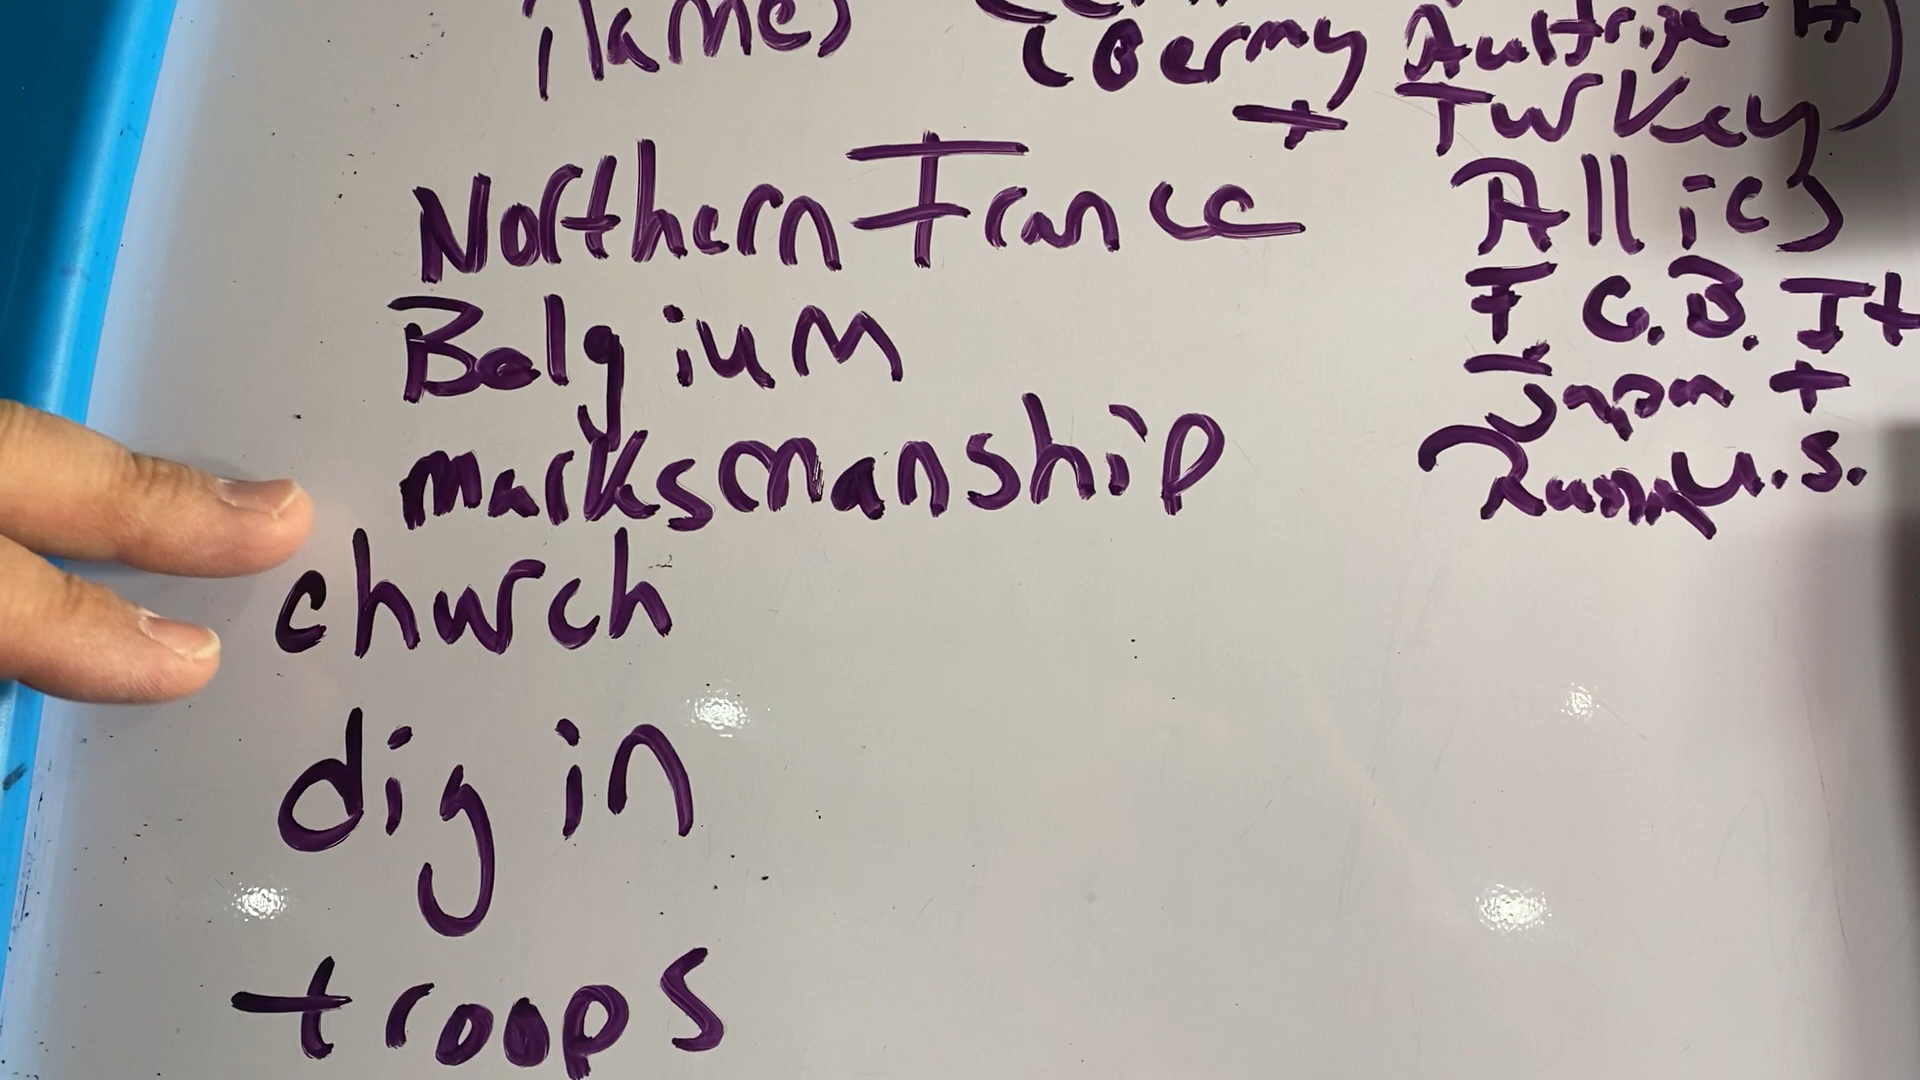 (Germy Austria-H)
+ Turkey
Northern France
Belgium
marksmanship
church
dig in
troops
Allies
F G.B. It
Japan +
Russia U.S.